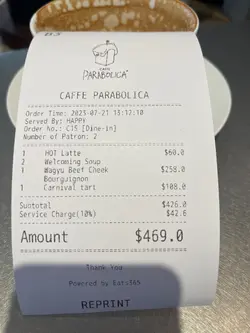 CAFFE
PARABOLICA
CAFFE PARABOLICA
Order Time: 2023-07-21 13:12:10
Served By: HAPPY
Order No.: C15 [Dine-in]
Number of Patron: 2
1 HOT Latte $60.0
2 Welcoming Soup
1 Wagyu Beef Cheek $258.0
Bourguignon
1 Carnival tart $108.0
Suntotal $426.0
Service Charge(10%) $42.6
Amount $469.0
Thank You
Powered by Eats365
REPRINT